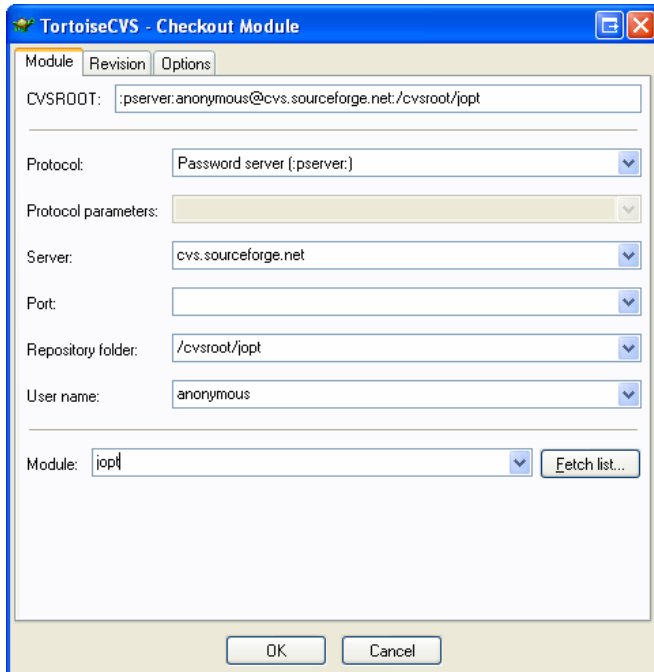 TortoiseCVS - Checkout Module
Module Revision Options
CVSROOT: :pserver:anonymous@cvs.sourceforge.net:/cvsroot/jopt
Protocol: Password server (:pserver:)
Protocol parameters:
Server: cvs.sourceforge.net
Port:
Repository folder: /cvsroot/jopt
User name: anonymous
Module: jopt Fetch list...
OK Cancel